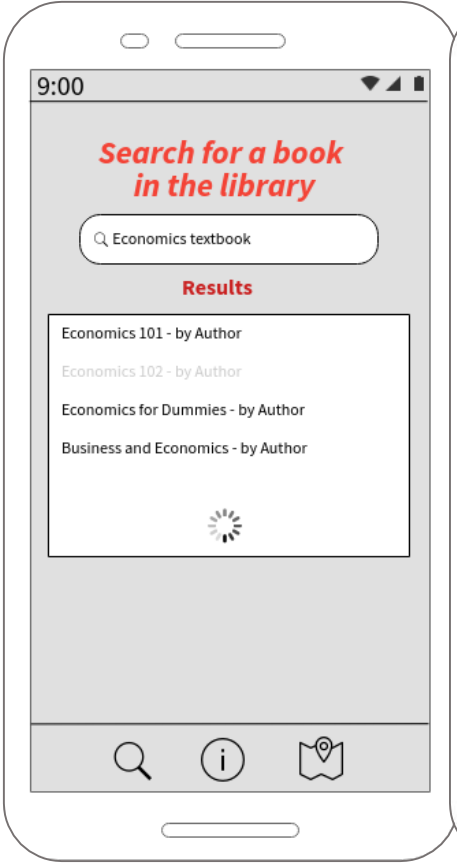 9:00
Search for a book
in the library
Economics textbook
Results
Economics 101 - by Author
Economics 102 - by Author
Economics for Dummies - by Author
Business and Economics - by Author
i